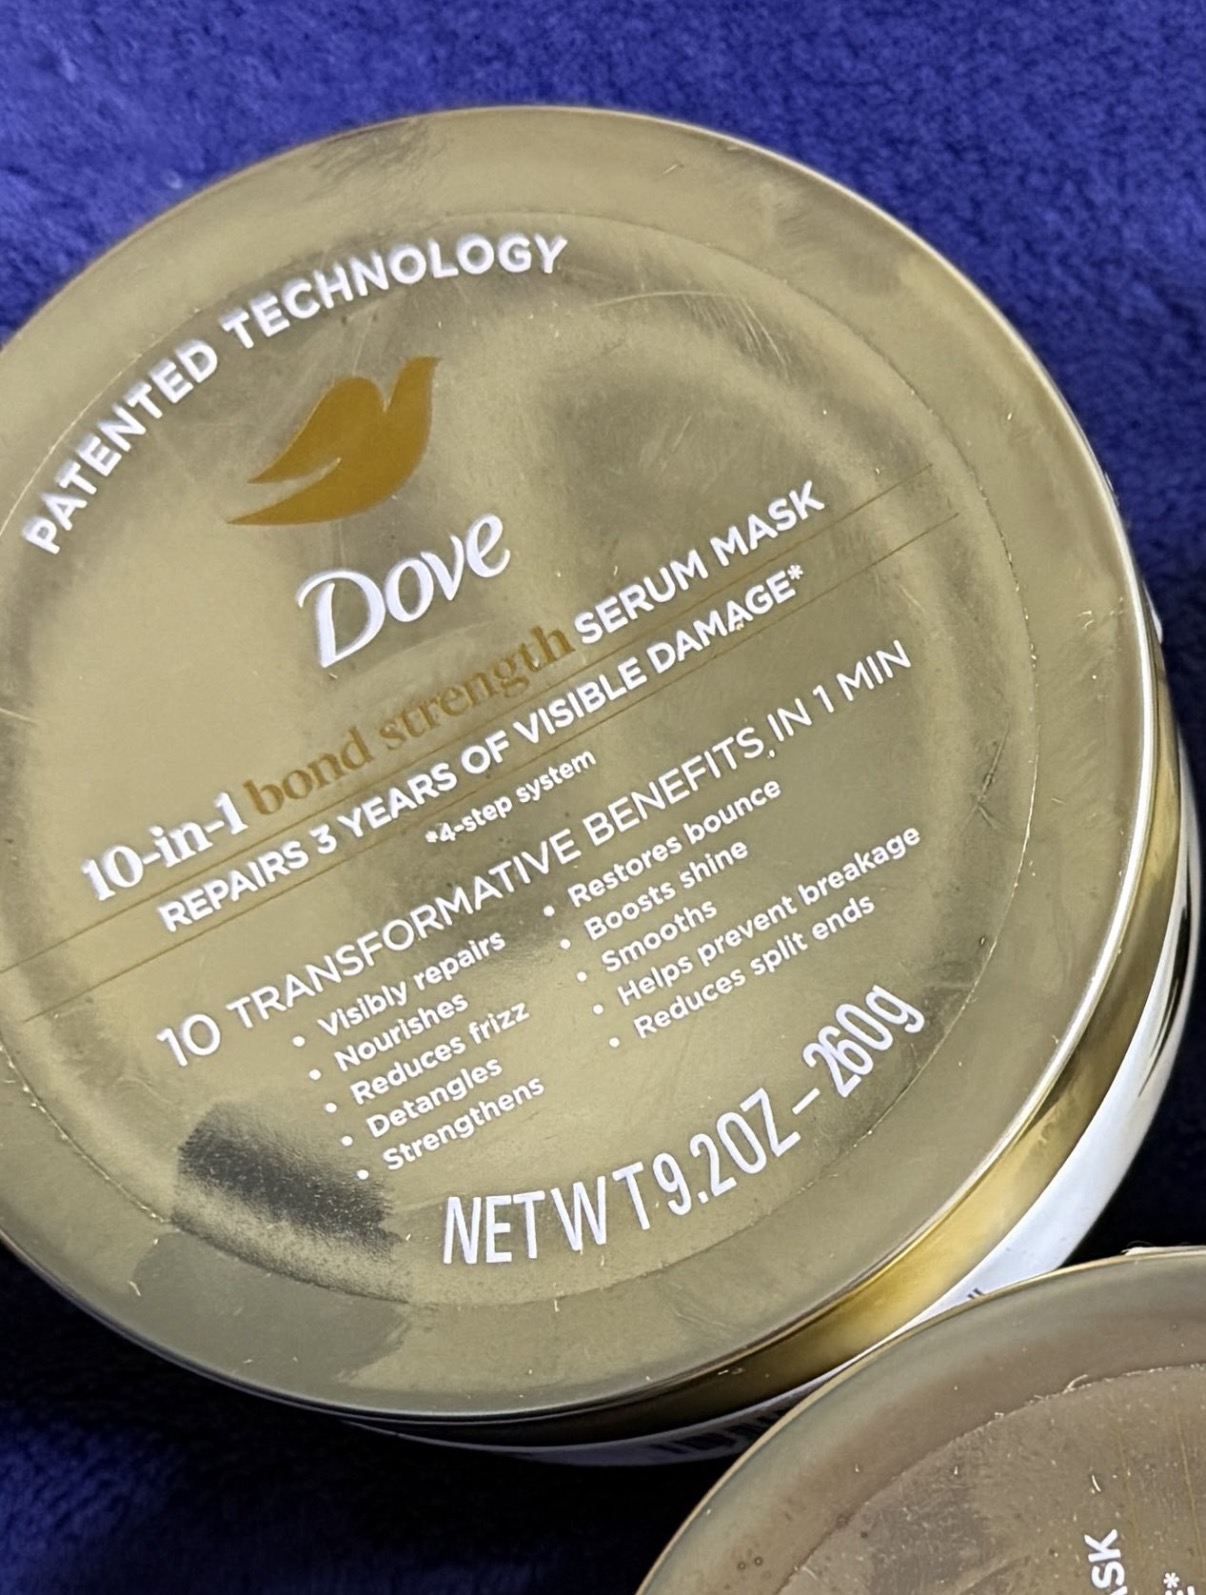 PATENTED TECHNOLOGY
Dove
10-in-1 bond strength SERUM MASK
REPAIRS 3 YEARS OF VISIBLE DAMAGE*
*4-step system
10 TRANSFORMATIVE BENEFITS IN 1 MIN
• Visibly repairs
• Nourishes
• Reduces frizz
• Detangles
• Strengthens
• Restores bounce
• Boosts shine
• Smooths
• Helps prevent breakage
• Reduces split ends
NET WT 9.2 OZ – 260g